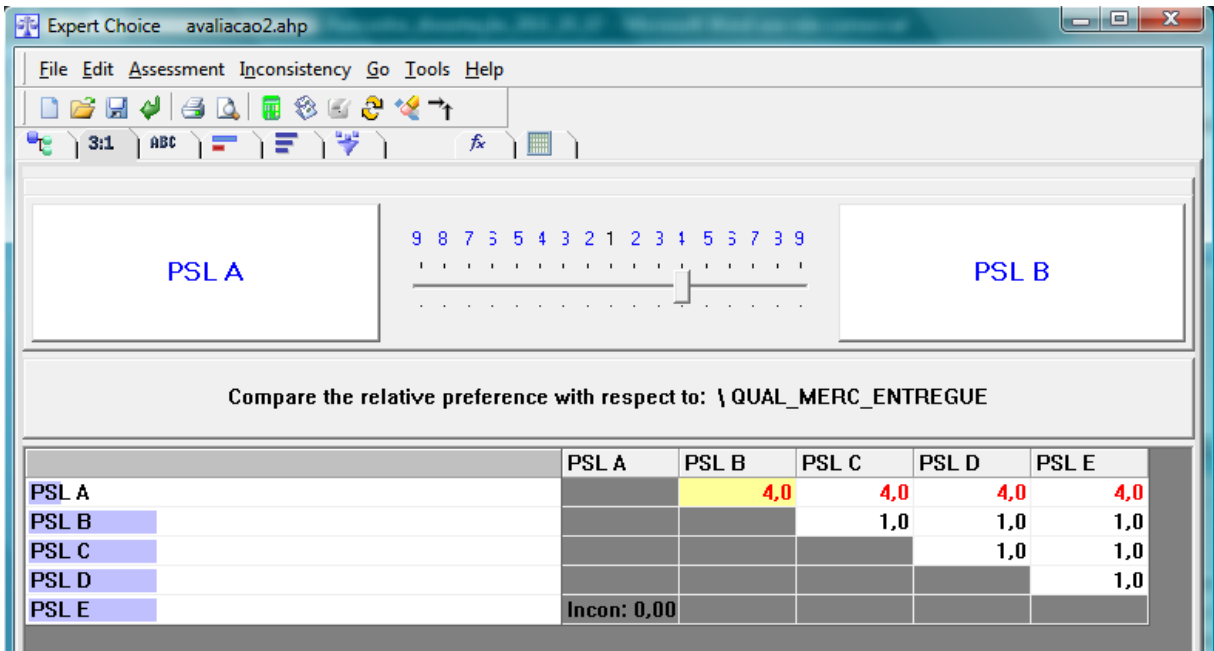 Expert Choice avaliacao2.ahp
File Edit Assessment Inconsistency Go Tools Help
3:1 ABC fx
9 8 7 6 5 4 3 2 1 2 3 4 5 6 7 8 9
PSL A
PSL B
Compare the relative preference with respect to: \ QUAL_MERC_ENTREGUE
PSL A PSL B PSL C PSL D PSL E
PSL A 4,0 4,0 4,0 4,0
PSL B 1,0 1,0 1,0
PSL C 1,0 1,0
PSL D 1,0
PSL E Incon: 0,00